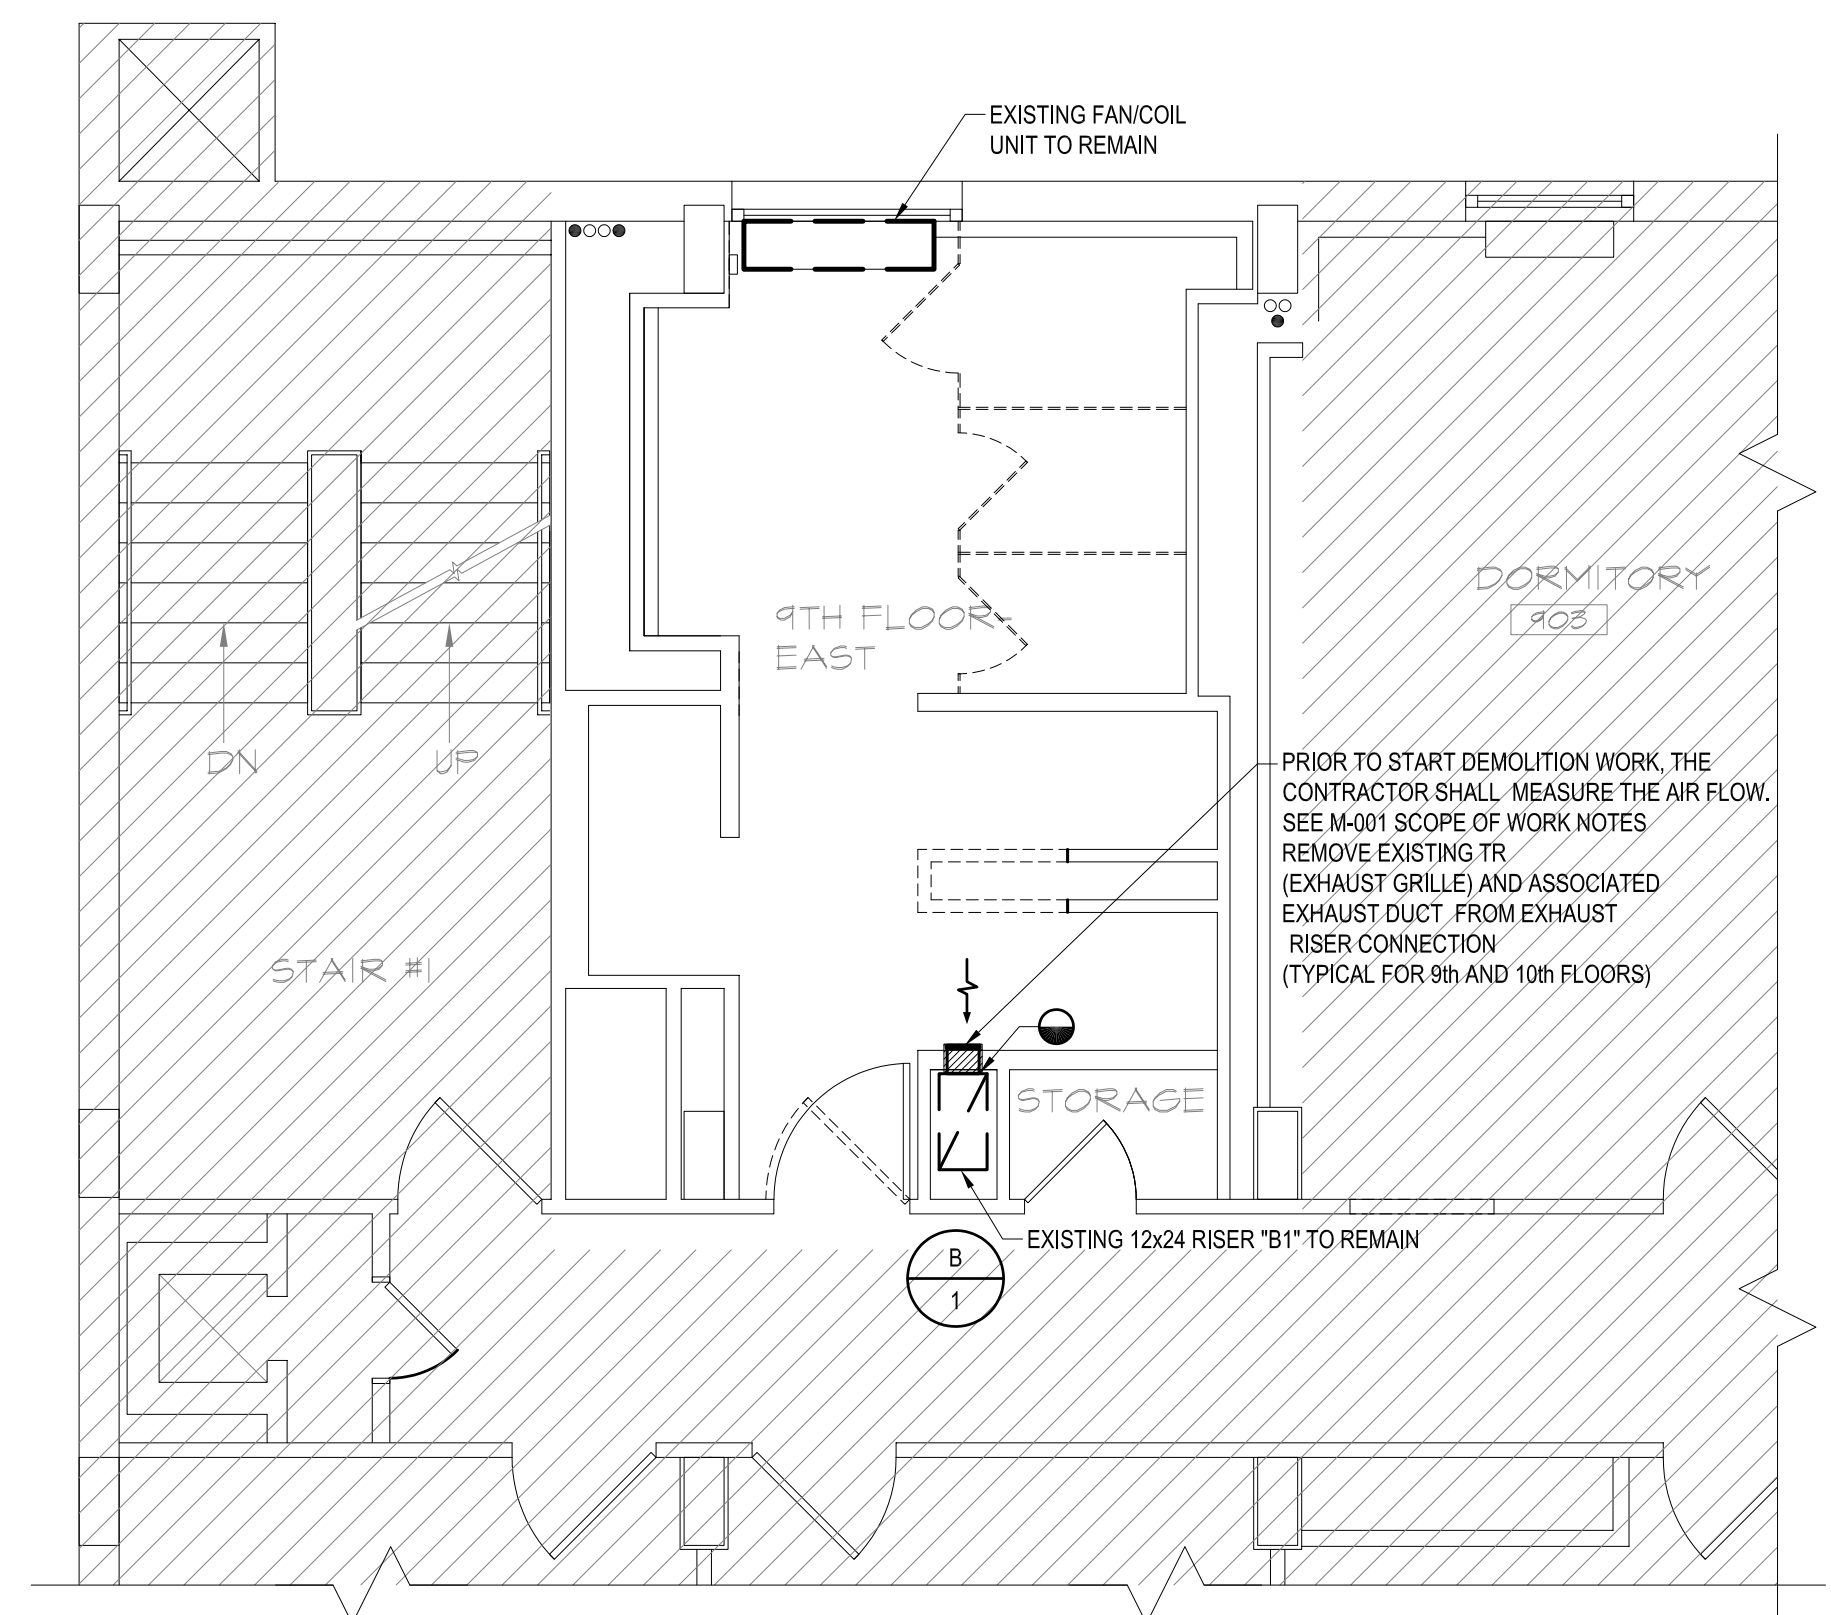 EXISTING FAN/COIL
UNIT TO REMAIN
9TH FLOOR-
EAST
DORMITORY
903
DN
UP
PRIOR TO START DEMOLITION WORK, THE
CONTRACTOR SHALL MEASURE THE AIR FLOW.
SEE M-001 SCOPE OF WORK NOTES
REMOVE EXISTING TR
(EXHAUST GRILLE) AND ASSOCIATED
EXHAUST DUCT FROM EXHAUST
RISER CONNECTION
(TYPICAL FOR 9th AND 10th FLOORS)
STAIR #1
STORAGE
EXISTING 12x24 RISER "B1" TO REMAIN
B
1